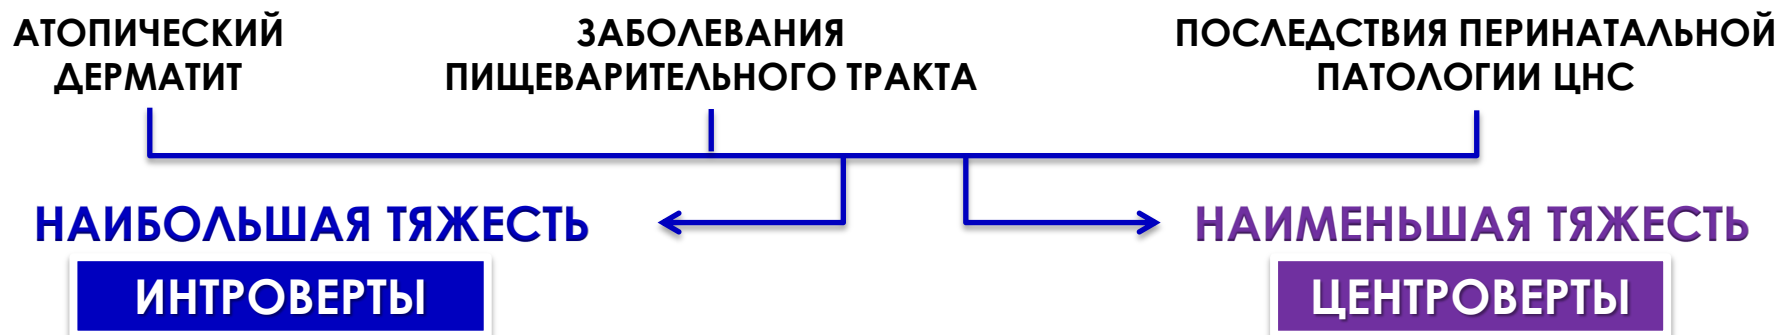 АТОПИЧЕСКИЙ
ДЕРМАТИТ
ЗАБОЛЕВАНИЯ
ПИЩЕВАРИТЕЛЬНОГО ТРАКТА
ПОСЛЕДСТВИЯ ПЕРИНАТАЛЬНОЙ
ПАТОЛОГИИ ЦНС
НАИБОЛЬШАЯ ТЯЖЕСТЬ
ИНТРОВЕРТЫ
НАИМЕНЬШАЯ ТЯЖЕСТЬ
ЦЕНТРОВЕРТЫ